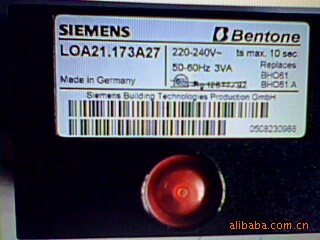 SIEMENS
Bentone
LOA21.173A27
220-240V~ ts max. 10 sec.
50-60Hz 3VA
Replaces
BHO61
BHO61.A
Made in Germany
Siemens Building Technologies Production GmbH
0508230968
alibaba.com.cn